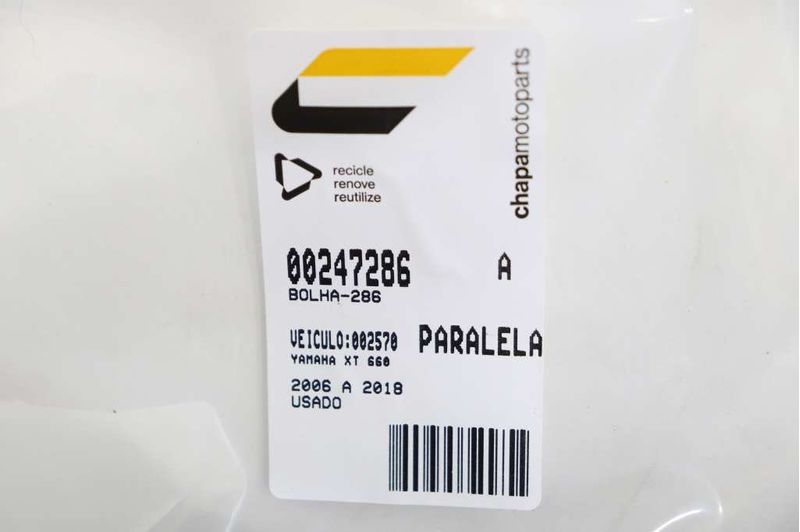 chapamotoparts
recicle
renove
reutilize
00247286 A
BOLHA-286
VEICULO:002570 PARALELA
YAMAHA XT 660
2006 A 2018
USADO